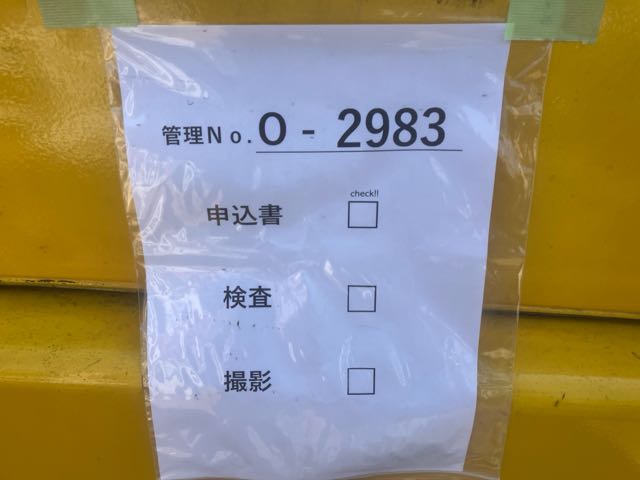 管理No. O - 2983
check!!
申込書 □
検査 □
撮影 □